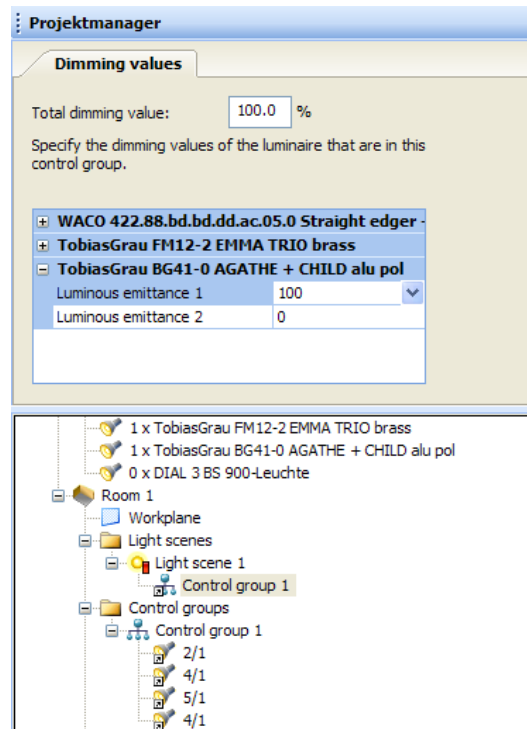 Projektmanager
Dimming values
Total dimming value: 100.0 %
Specify the dimming values of the luminaire that are in this
control group.
WACO 422.88.bd.bd.dd.ac.05.0 Straight edger -
TobiasGrau FM12-2 EMMA TRIO brass
TobiasGrau BG41-0 AGATHE + CHILD alu pol
Luminous emittance 1 100
Luminous emittance 2 0
1 x TobiasGrau FM12-2 EMMA TRIO brass
1 x TobiasGrau BG41-0 AGATHE + CHILD alu pol
0 x DIAL 3 BS 900-Leuchte
Room 1
Workplane
Light scenes
Light scene 1
Control group 1
Control groups
Control group 1
2/1
4/1
5/1
4/1